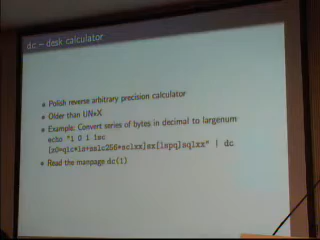 dc – desk calculator
Polish reverse arbitrary precision calculator
Older than UN*X
Example: Convert series of bytes in decimal to largenum
echo "1 0 1 1sc
| dc
Read the manpage dc(1)